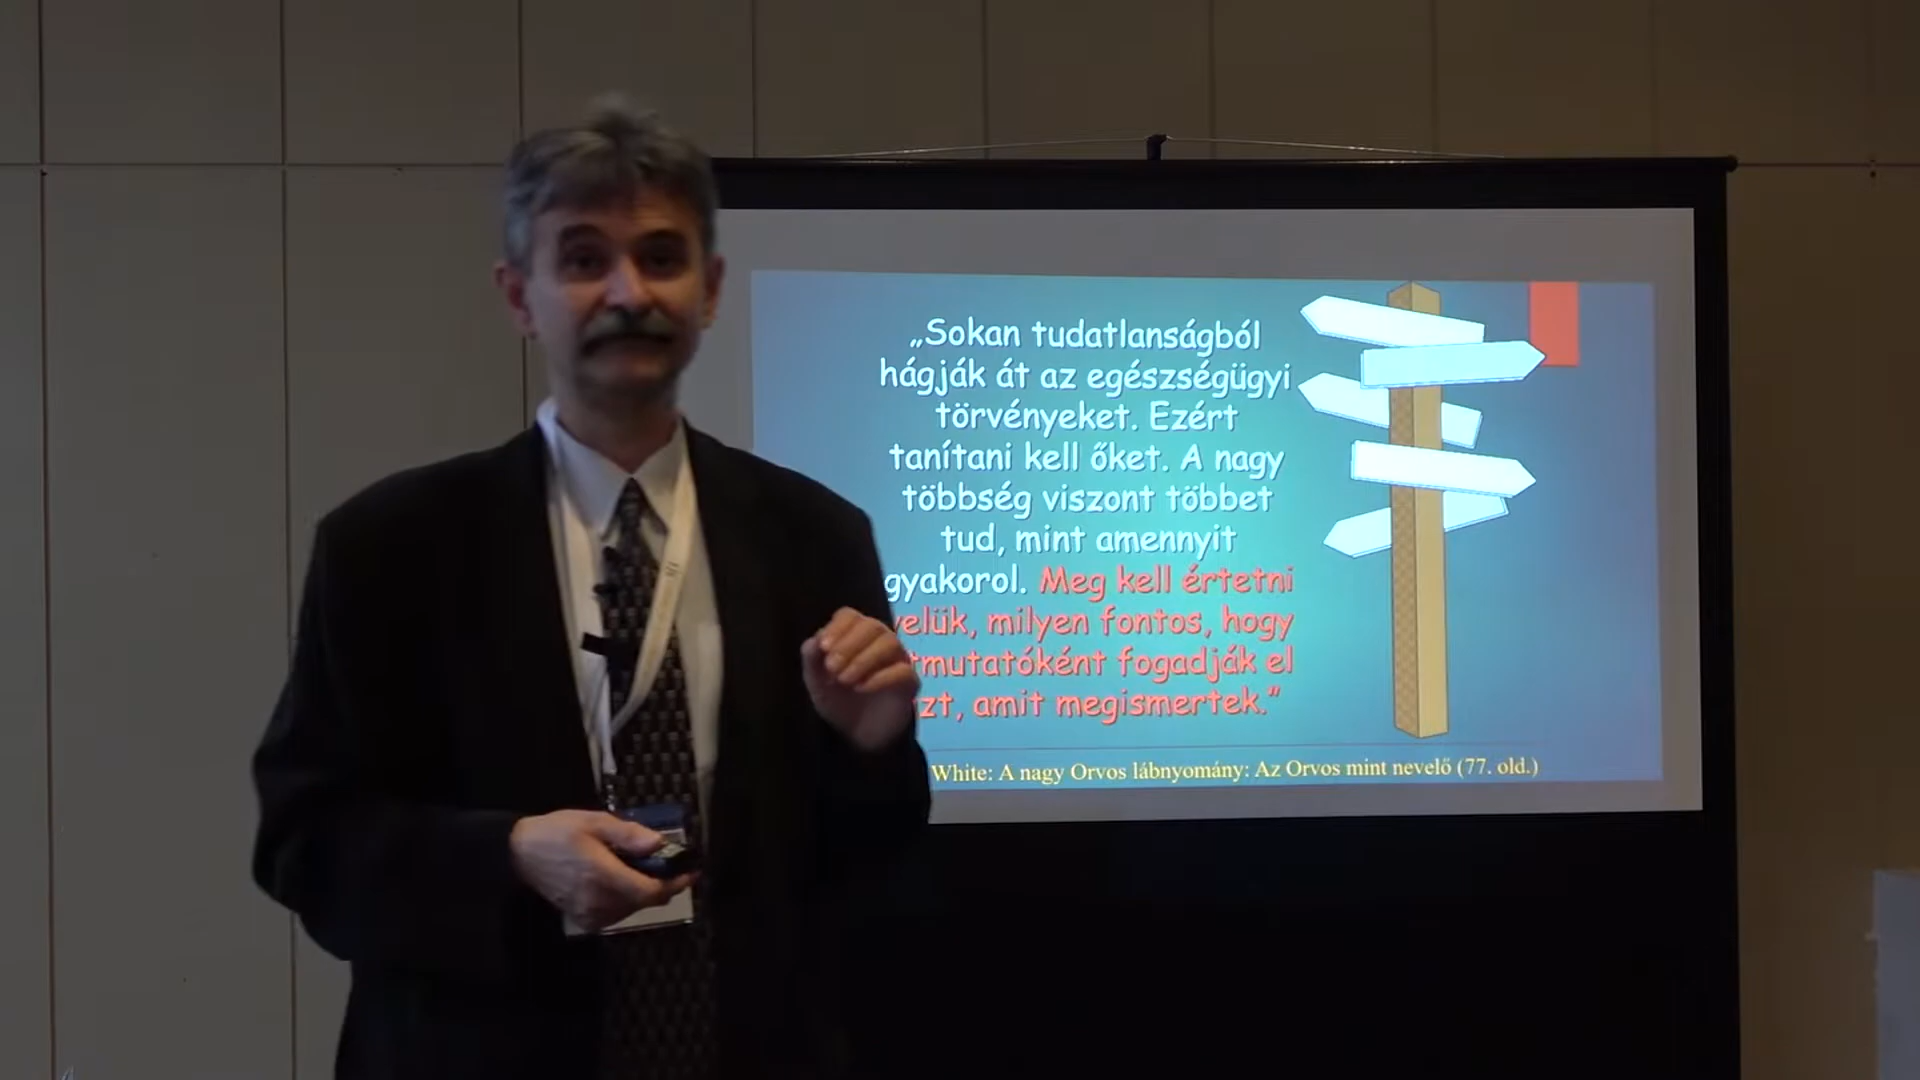 „Sokan tudatlanságból
hágják át az egészségügyi
törvényeket. Ezért
tanítani kell őket. A nagy
többség viszont többet
tud, mint amennyit
gyakorol. Meg kell értetni
velük, milyen fontos, hogy
tmutatóként fogadják el
zt, amit megismertek.”
White: A nagy Orvos lábnyomány: Az Orvos mint nevelő (77. old.)